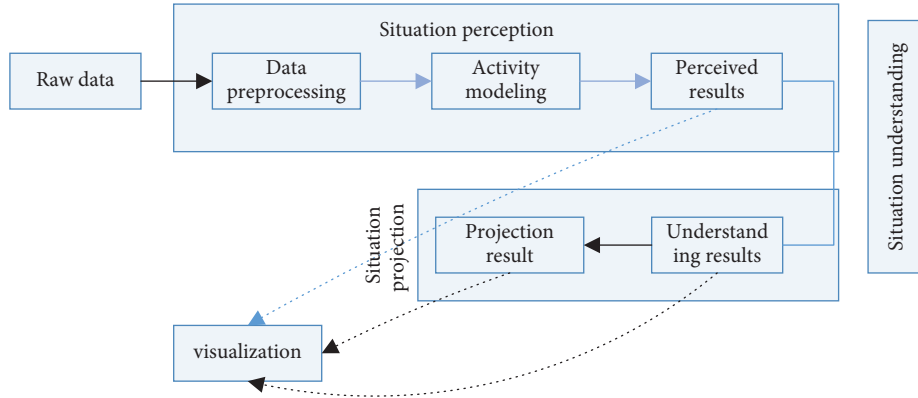 Situation perception
Raw data
Data
preprocessing
Activity
modeling
Perceived
results
Situation understanding
Situation
projection
Projection
result
Understand
ing results
visualization